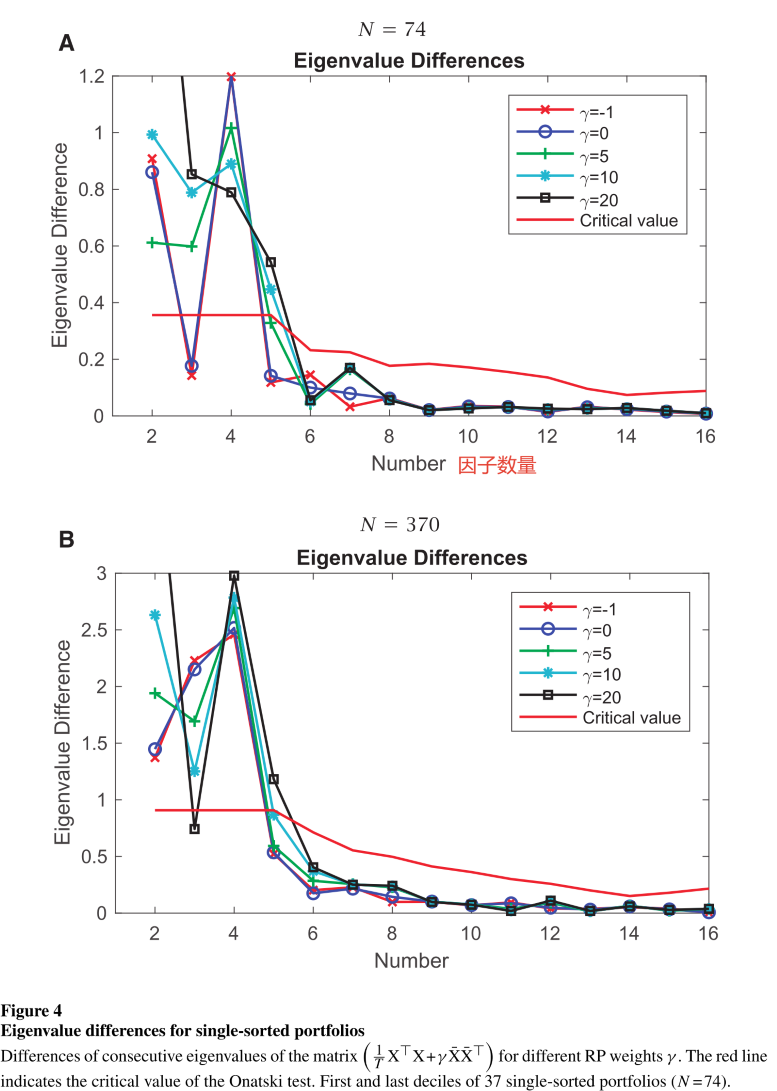 N = 74
A
Eigenvalue Differences
1.2
1
0.8
0.6
0.4
0.2
0
Eigenvalue Difference
γ=-1
γ=0
γ=5
γ=10
γ=20
Critical value
2 4 6 8 10 12 14 16
Number 因子数量
N = 370
B
Eigenvalue Differences
3
2.5
2
1.5
1
0.5
0
Eigenvalue Difference
γ=-1
γ=0
γ=5
γ=10
γ=20
Critical value
2 4 6 8 10 12 14 16
Number
Figure 4
Eigenvalue differences for single-sorted portfolios
Differences of consecutive eigenvalues of the matrix (1/T X⊤X+γX̄X̄⊤) for different RP weights γ. The red line
indicates the critical value of the Onatski test. First and last deciles of 37 single-sorted portfolios (N=74).